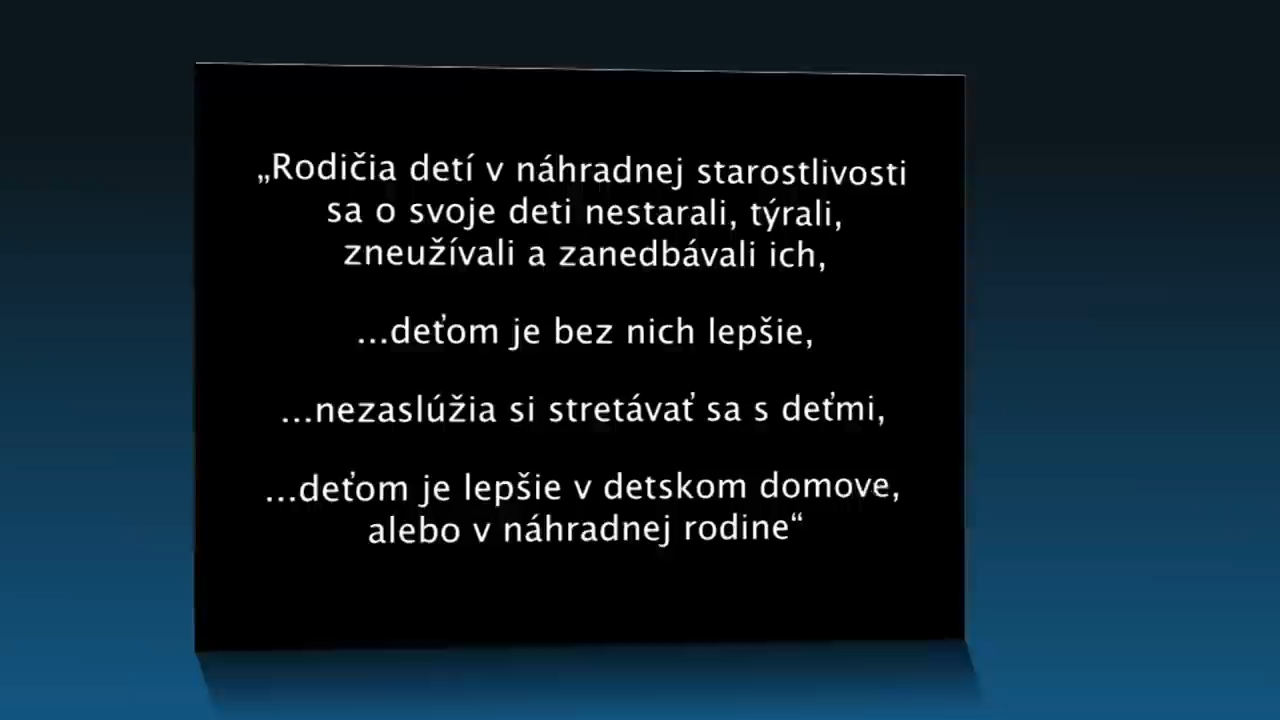 „Rodičia detí v náhradnej starostlivosti
sa o svoje deti nestarali, týrali,
zneužívali a zanedbávali ich,
...deťom je bez nich lepšie,
...nezaslúžia si stretávať sa s deťmi,
...deťom je lepšie v detskom domove,
alebo v náhradnej rodine“